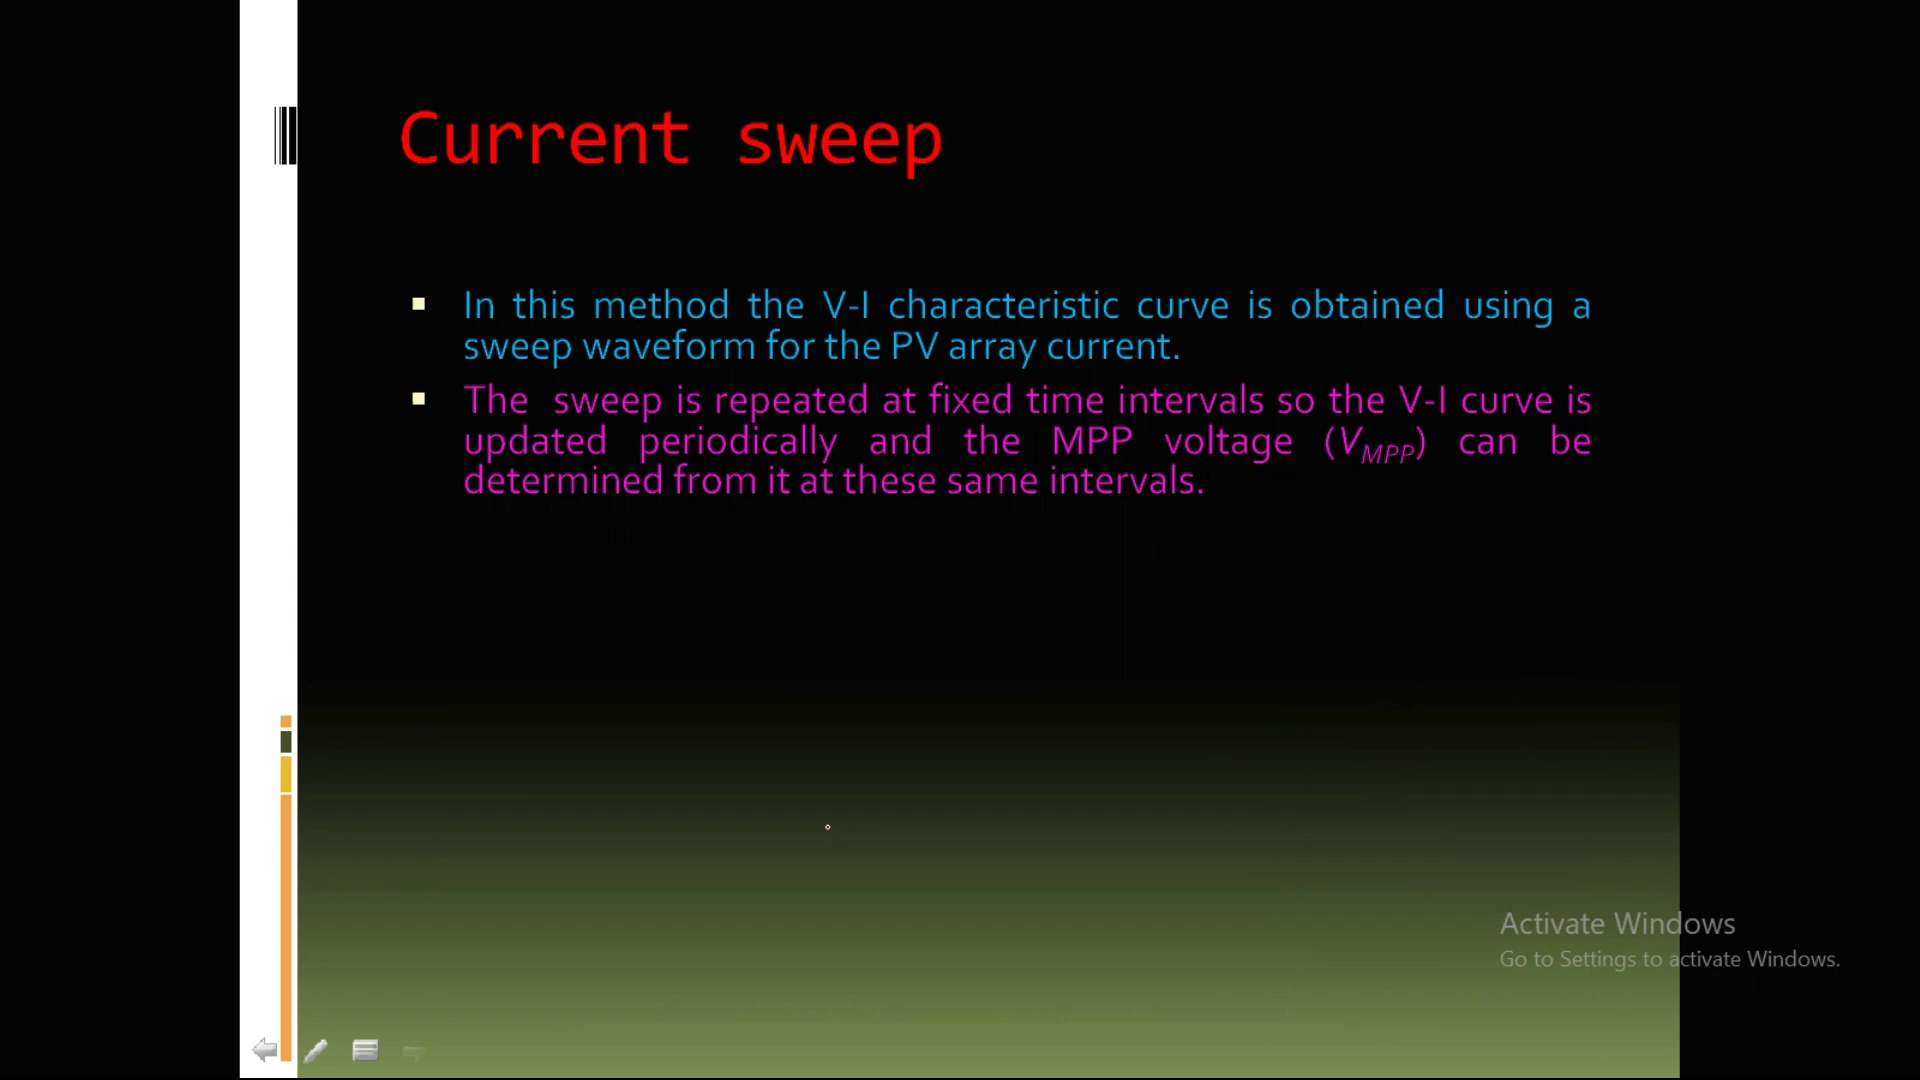 Current sweep
In this method the V-I characteristic curve is obtained using a
sweep waveform for the PV array current.
The sweep is repeated at fixed time intervals so the V-I curve is
updated periodically and the MPP voltage (VMPP) can be
determined from it at these same intervals.
Activate Windows
Go to Settings to activate Windows.